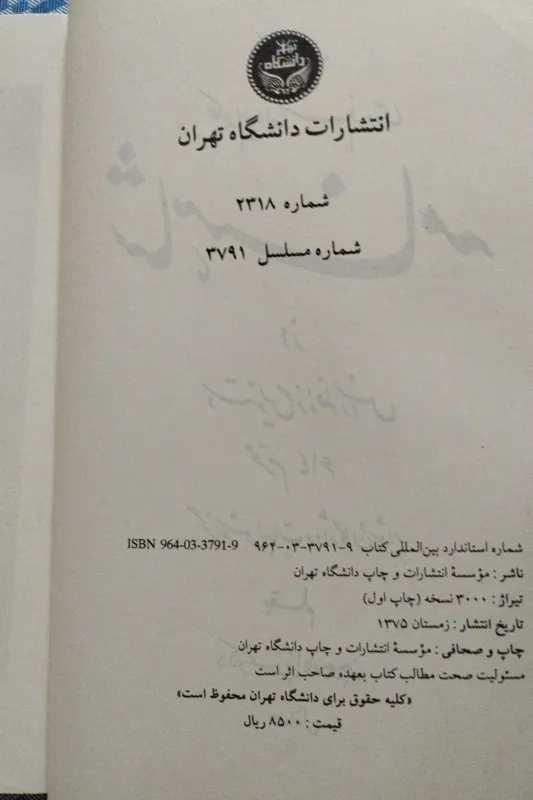 دانشگاه
انتشارات دانشگاه تهران
شماره ۲۳۱۸
شماره مسلسل ۳۷۹۱
شماره استاندارد بین‌المللی کتاب ۹-۳۷۹۱-۰۳-۹۶۴ ISBN 964-03-3791-9
ناشر : مؤسسهٔ انتشارات و چاپ دانشگاه تهران
تیراژ : ۳۰۰۰ نسخه (چاپ اول)
تاریخ انتشار : زمستان ۱۳۷۵
چاپ و صحافی : مؤسسهٔ انتشارات و چاپ دانشگاه تهران
مسئولیت صحت مطالب کتاب بعهده صاحب اثر است
«کلیه حقوق برای دانشگاه تهران محفوظ است»
قیمت : ۸۵۰۰ ریال